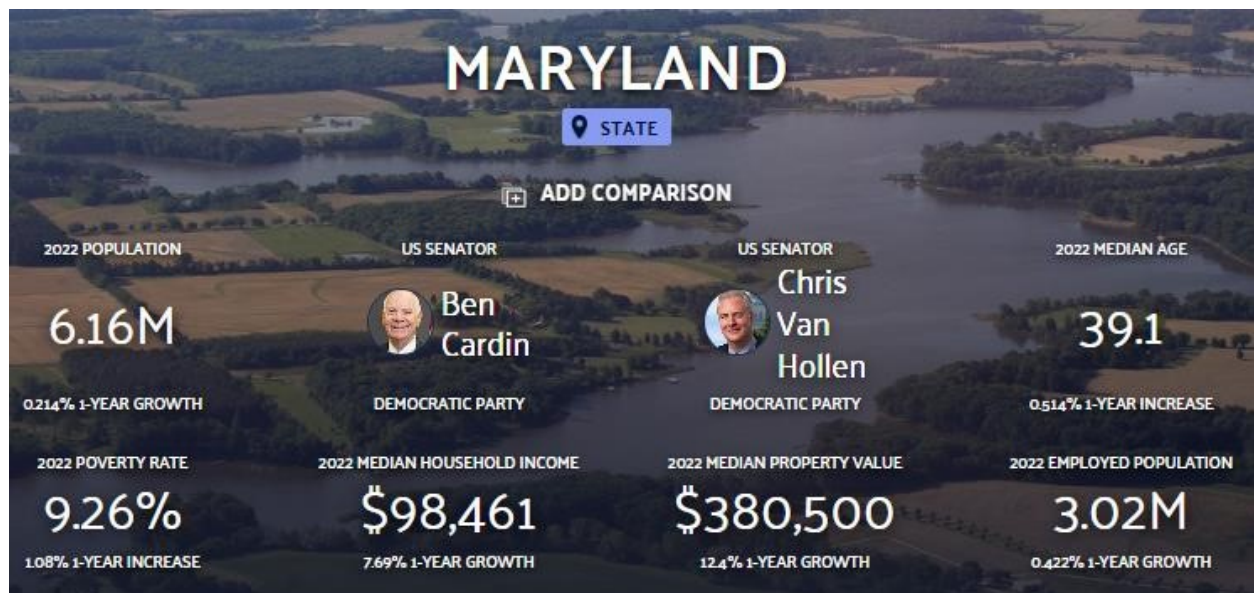 MARYLAND
STATE
ADD COMPARISON
2022 POPULATION
6.16M
0.214% 1-YEAR GROWTH
US SENATOR
Ben
Cardin
DEMOCRATIC PARTY
US SENATOR
Chris
Van
Hollen
DEMOCRATIC PARTY
2022 MEDIAN AGE
39.1
0.514% 1-YEAR INCREASE
2022 POVERTY RATE
9.26%
1.08% 1-YEAR INCREASE
2022 MEDIAN HOUSEHOLD INCOME
$98,461
7.69% 1-YEAR GROWTH
2022 MEDIAN PROPERTY VALUE
$380,500
12.4% 1-YEAR GROWTH
2022 EMPLOYED POPULATION
3.02M
0.422% 1-YEAR GROWTH